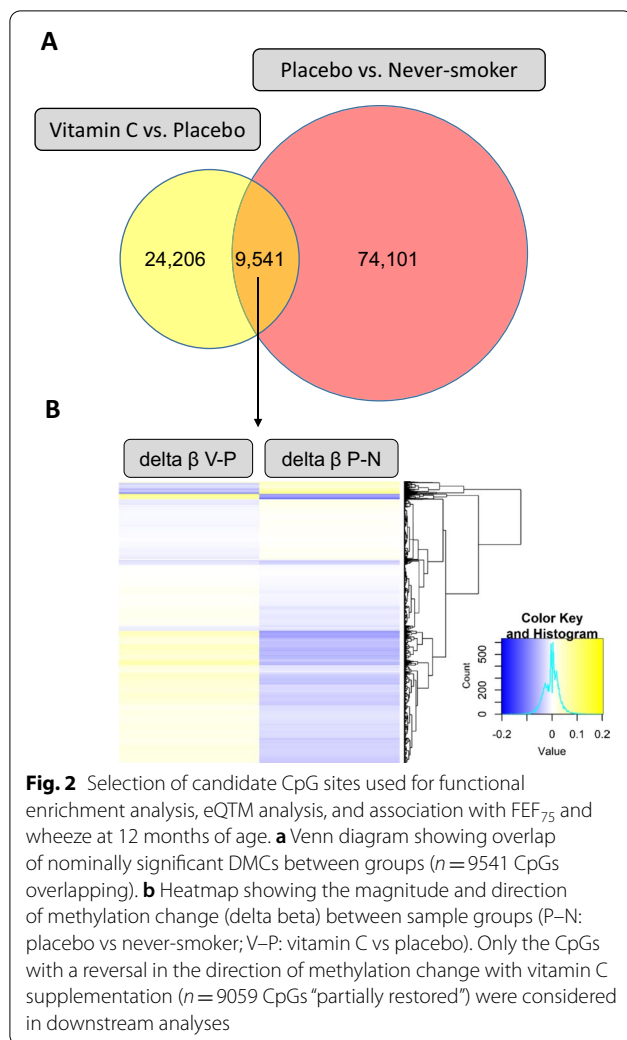 A
Placebo vs. Never-smoker
Vitamin C vs. Placebo
24,206
9,541
74,101
B
delta β V-P
delta β P-N
Color Key
and Histogram
Count
0 200 500
-0.2 0 0.1 0.2
Value
Fig. 2 Selection of candidate CpG sites used for functional
enrichment analysis, eQTM analysis, and association with FEF75 and
wheeze at 12 months of age. a Venn diagram showing overlap
of nominally significant DMCs between groups (n = 9541 CpGs
overlapping). b Heatmap showing the magnitude and direction
of methylation change (delta beta) between sample groups (P–N:
placebo vs never-smoker; V–P: vitamin C vs placebo). Only the CpGs
with a reversal in the direction of methylation change with vitamin C
supplementation (n = 9059 CpGs “partially restored”) were considered
in downstream analyses